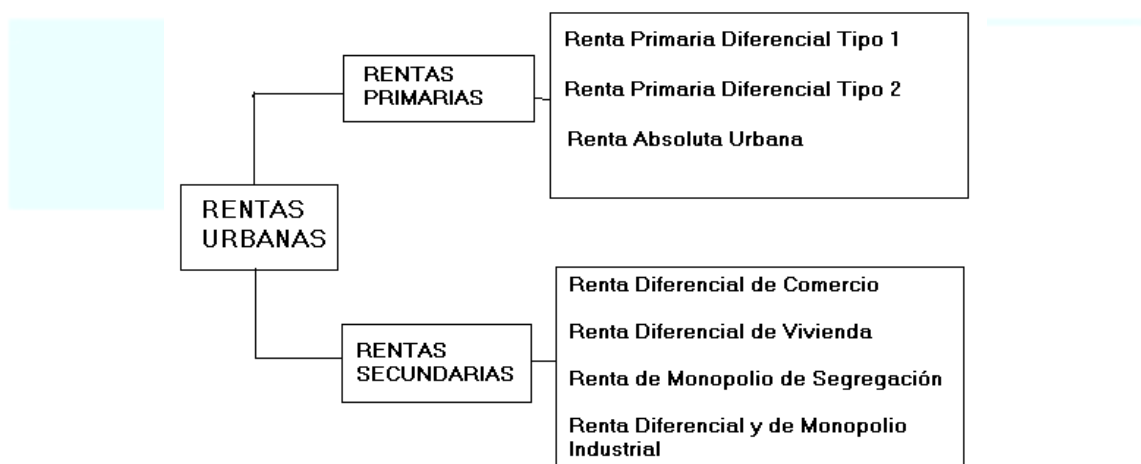 RENTAS
URBANAS
RENTAS
PRIMARIAS
Renta Primaria Diferencial Tipo 1
Renta Primaria Diferencial Tipo 2
Renta Absoluta Urbana
RENTAS
SECUNDARIAS
Renta Diferencial de Comercio
Renta Diferencial de Vivienda
Renta de Monopolio de Segregación
Renta Diferencial y de Monopolio
Industrial